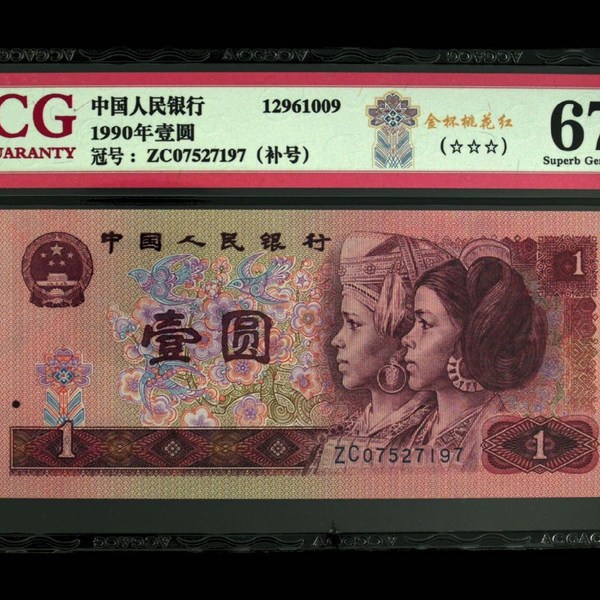 CG
UARANTY
中国人民银行
12961009
1990年壹圆
冠号：ZC07527197（补号）
金杯桃花红
(☆☆☆)
67
Superb Ge
中国人民银行
1
壹圆
1
1
ZC07527197